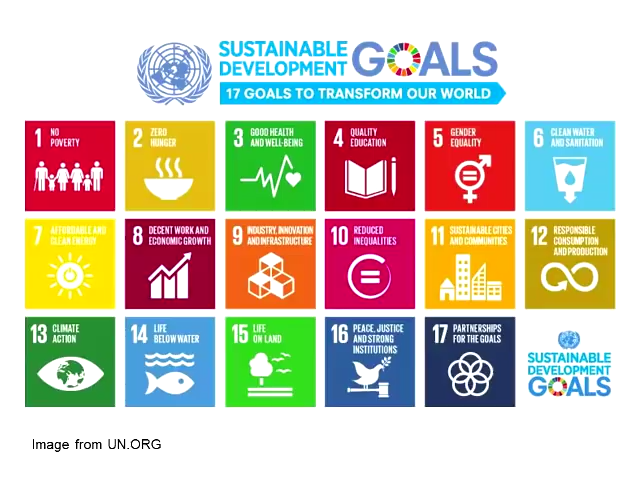 SUSTAINABLE
DEVELOPMENT
GOALS
17 GOALS TO TRANSFORM OUR WORLD
1 NO
POVERTY
2 ZERO
HUNGER
3 GOOD HEALTH
AND WELL-BEING
4 QUALITY
EDUCATION
5 GENDER
EQUALITY
6 CLEAN WATER
AND SANITATION
7 AFFORDABLE AND
CLEAN ENERGY
8 DECENT WORK AND
ECONOMIC GROWTH
9 INDUSTRY, INNOVATION
AND INFRASTRUCTURE
10 REDUCED
INEQUALITIES
11 SUSTAINABLE CITIES
AND COMMUNITIES
12 RESPONSIBLE
CONSUMPTION
AND PRODUCTION
13 CLIMATE
ACTION
14 LIFE
BELOW WATER
15 LIFE
ON LAND
16 PEACE, JUSTICE
AND STRONG
INSTITUTIONS
17 PARTNERSHIPS
FOR THE GOALS
SUSTAINABLE
DEVELOPMENT
GOALS
Image from UN.ORG